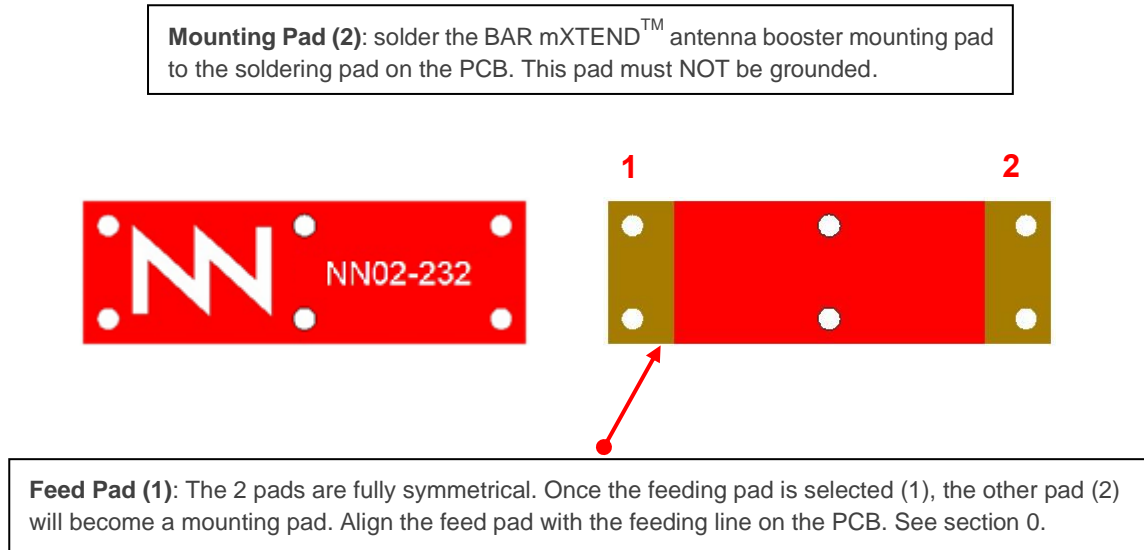 Mounting Pad (2): solder the BAR mXTEND™ antenna booster mounting pad
to the soldering pad on the PCB. This pad must NOT be grounded.
1
2
NN
NN02-232
Feed Pad (1): The 2 pads are fully symmetrical. Once the feeding pad is selected (1), the other pad (2)
will become a mounting pad. Align the feed pad with the feeding line on the PCB. See section 0.